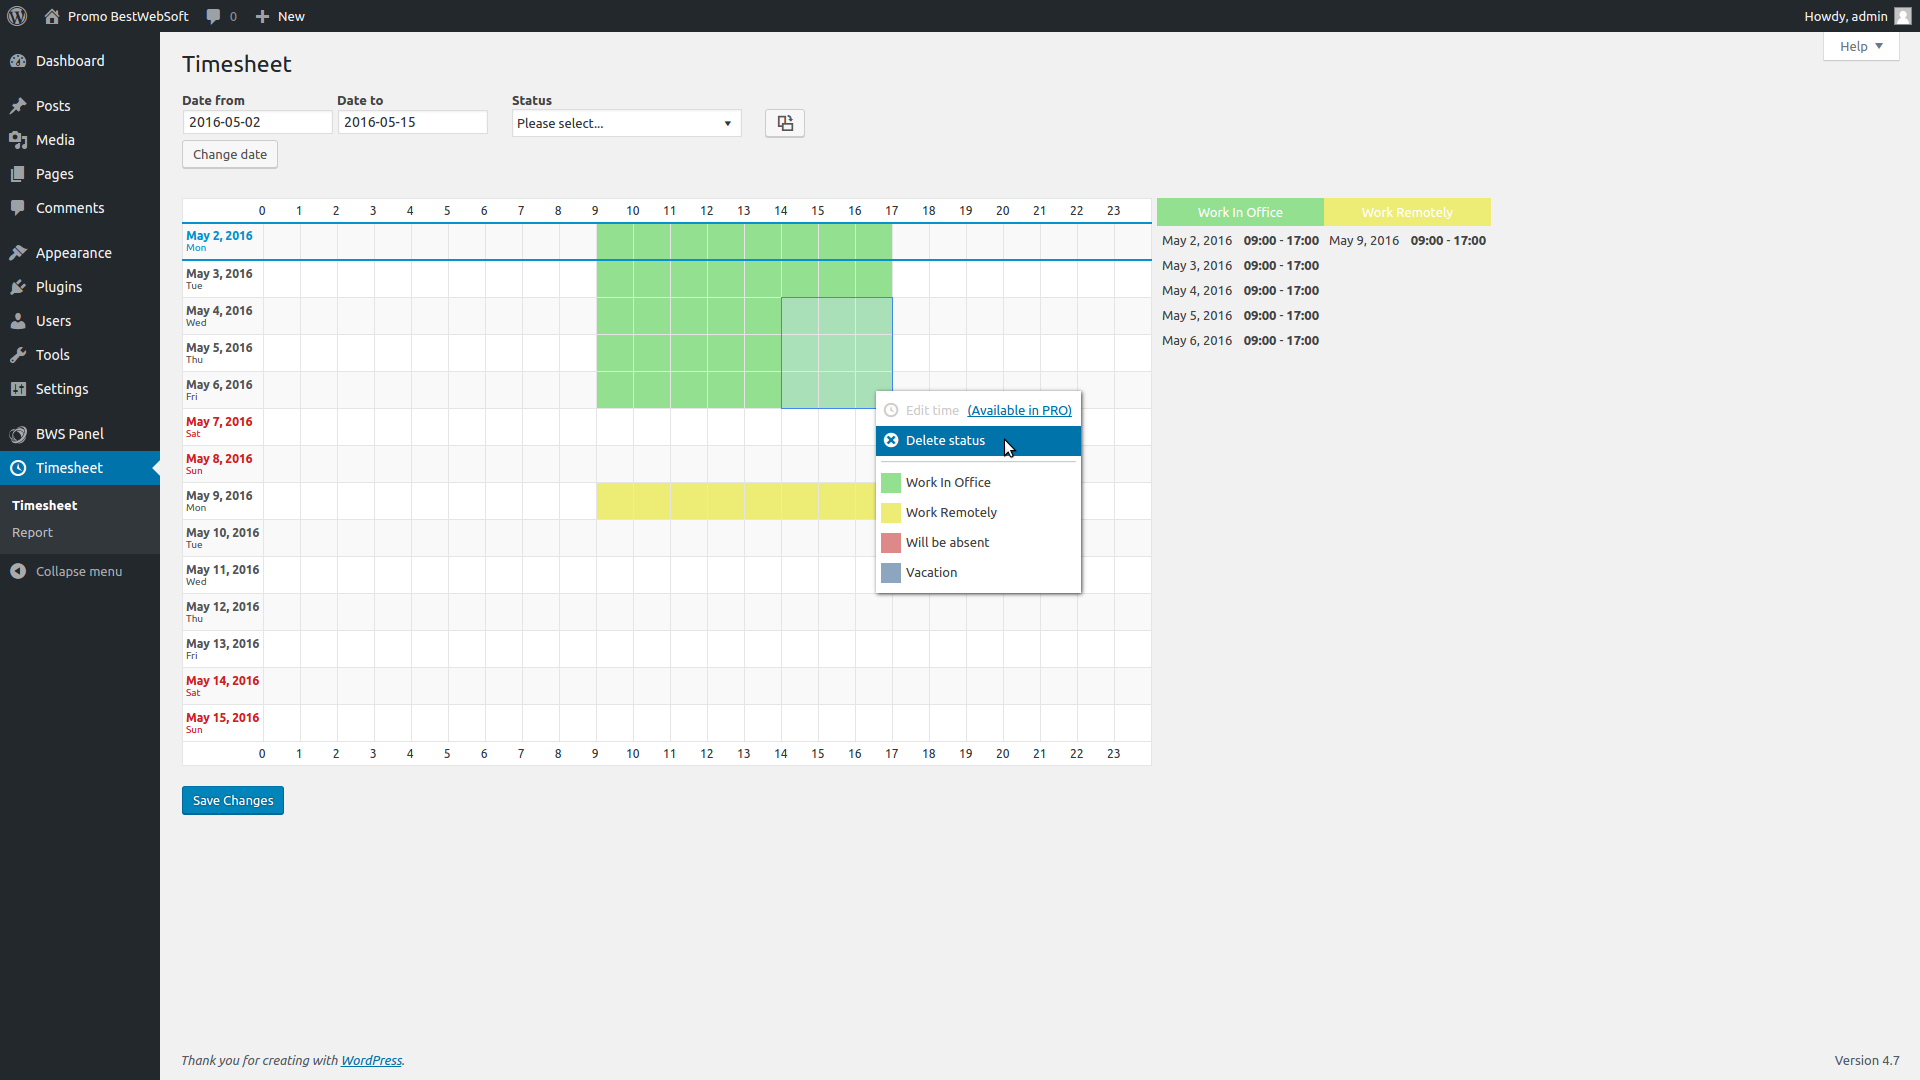 Promo BestWebSoft 0 New Howdy, admin
Help
Dashboard
Posts
Media
Pages
Comments
Appearance
Plugins
Users
Tools
Settings
BWS Panel
Timesheet
Timesheet
Report
Collapse menu
Timesheet
Date from Date to Status
2016-05-02 2016-05-15 Please select...
Change date
0 1 2 3 4 5 6 7 8 9 10 11 12 13 14 15 16 17 18 19 20 21 22 23
May 2, 2016
Mon
May 3, 2016
Tue
May 4, 2016
Wed
May 5, 2016
Thu
May 6, 2016
Fri
May 7, 2016
Sat
May 8, 2016
Sun
May 9, 2016
Mon
May 10, 2016
Tue
May 11, 2016
Wed
May 12, 2016
Thu
May 13, 2016
Fri
May 14, 2016
Sat
May 15, 2016
Sun
0 1 2 3 4 5 6 7 8 9 10 11 12 13 14 15 16 17 18 19 20 21 22 23
Edit time (Available in PRO)
Delete status
Work In Office
Work Remotely
Will be absent
Vacation
Work In Office Work Remotely
May 2, 2016 09:00 - 17:00 May 9, 2016 09:00 - 17:00
May 3, 2016 09:00 - 17:00
May 4, 2016 09:00 - 17:00
May 5, 2016 09:00 - 17:00
May 6, 2016 09:00 - 17:00
Save Changes
Thank you for creating with WordPress. Version 4.7